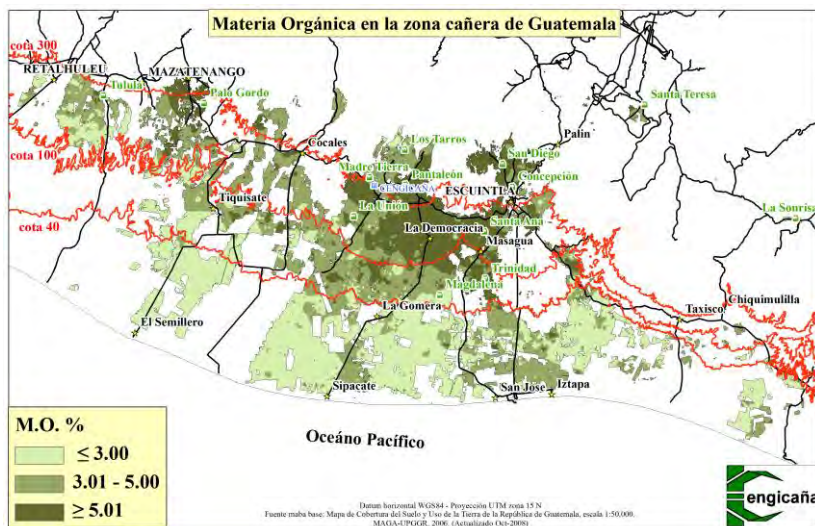 Materia Orgánica en la zona cañera de Guatemala
cota 300
RETALHULEU
MAZATENANGO
Tuluia
Palo Gordo
Santa Teresa
cota 100
Cocales
Los Tarros
Palin
San Diego
Madre Tierra
Pantaleón
Concepción
CENGICAÑA
ESCUINTLA
Tiquisate
La Unión
Santa Ana
La Sonrisa
cota 40
La Democracia
Masagua
Trinidad
Magdalena
La Gomera
Taxisco
Chiquimulilla
El Semillero
Sipacate
San Jose
Iztapa
M.O. %
≤ 3.00
3.01 - 5.00
≥ 5.01
Oceáno Pacífico
engicaña
Datum horizontal WGS84 - Proyección UTM zona 15 N
Fuente mapa base: Mapa de Cobertura del Suelo y Uso de la Tierra de la República de Guatemala, escala 1:50,000.
MAGA-UPGGR, 2006. (Actualizado Oct-2008)